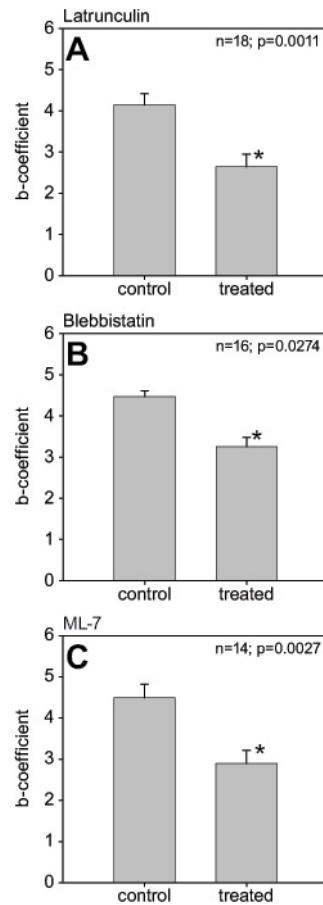 Latrunculin
A
n=18; p=0.0011
6
5
4
3
2
1
0
b-coefficient
*
control treated
Blebbistatin
B
n=16; p=0.0274
6
5
4
3
2
1
0
b-coefficient
*
control treated
ML-7
C
n=14; p=0.0027
6
5
4
3
2
1
0
b-coefficient
*
control treated